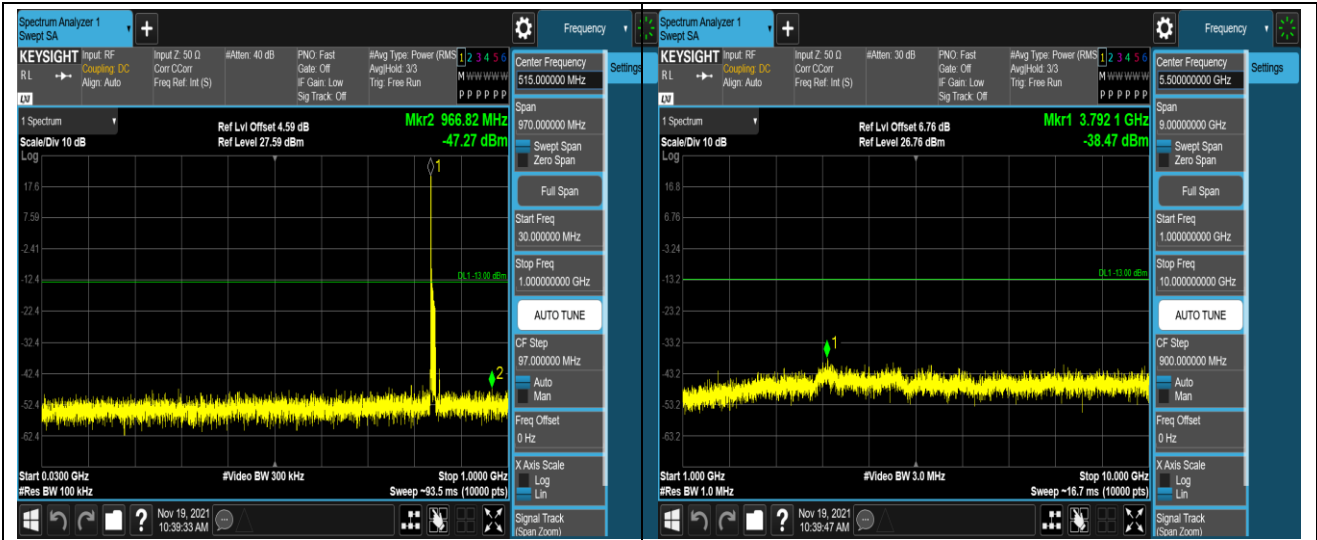 Spectrum Analyzer 1
Swept SA
+
Frequency
KEYSIGHT
Input: RF
Coupling: DC
Align: Auto
Input Z: 50 Ω
Corr CCorr
Freq Ref: Int (S)
#Atten: 40 dB
PNO: Fast
Gate: Off
IF Gain: Low
Sig Track: Off
#Avg Type: Power (RMS
Avg|Hold: 3/3
Trig: Free Run
1 2 3 4 5 6
M W W W W W
P P P P P P
RL
LXI
Center Frequency
515.000000 MHz
Settings
Span
970.000000 MHz
Swept Span
Zero Span
Full Span
Start Freq
30.000000 MHz
Stop Freq
1.000000000 GHz
AUTO TUNE
CF Step
97.000000 MHz
Auto
Man
Freq Offset
0 Hz
X Axis Scale
Log
Lin
Signal Track
(Span Zoom)
1 Spectrum
Scale/Div 10 dB
Log
Ref Lvl Offset 4.59 dB
Ref Level 27.59 dBm
Mkr2 966.82 MHz
-47.27 dBm
1
17.6
7.59
-2.41
DL1 -13.00 dBm
-12.4
-22.4
-32.4
-42.4
2
-52.4
-62.4
Start 0.0300 GHz
#Res BW 100 kHz
#Video BW 300 kHz
Stop 1.0000 GHz
Sweep ~93.5 ms (10000 pts)
?
Nov 19, 2021
10:39:33 AM
Spectrum Analyzer 1
Swept SA
+
Frequency
KEYSIGHT
Input: RF
Coupling: DC
Align: Auto
Input Z: 50 Ω
Corr CCorr
Freq Ref: Int (S)
#Atten: 30 dB
PNO: Fast
Gate: Off
IF Gain: Low
Sig Track: Off
#Avg Type: Power (RMS
Avg|Hold: 3/3
Trig: Free Run
1 2 3 4 5 6
M W W W W W
P P P P P P
RL
LXI
Center Frequency
5.500000000 GHz
Settings
Span
9.00000000 GHz
Swept Span
Zero Span
Full Span
Start Freq
1.000000000 GHz
Stop Freq
10.000000000 GHz
AUTO TUNE
CF Step
900.000000 MHz
Auto
Man
Freq Offset
0 Hz
X Axis Scale
Log
Lin
Signal Track
(Span Zoom)
1 Spectrum
Scale/Div 10 dB
Log
Ref Lvl Offset 6.76 dB
Ref Level 26.76 dBm
Mkr1 3.792 1 GHz
-38.47 dBm
16.8
6.76
-3.24
DL1 -13.00 dBm
-13.2
-23.2
-33.2
1
-43.2
-53.2
-63.2
Start 1.000 GHz
#Res BW 1.0 MHz
#Video BW 3.0 MHz
Stop 10.000 GHz
Sweep ~16.7 ms (10000 pts)
?
Nov 19, 2021
10:39:47 AM